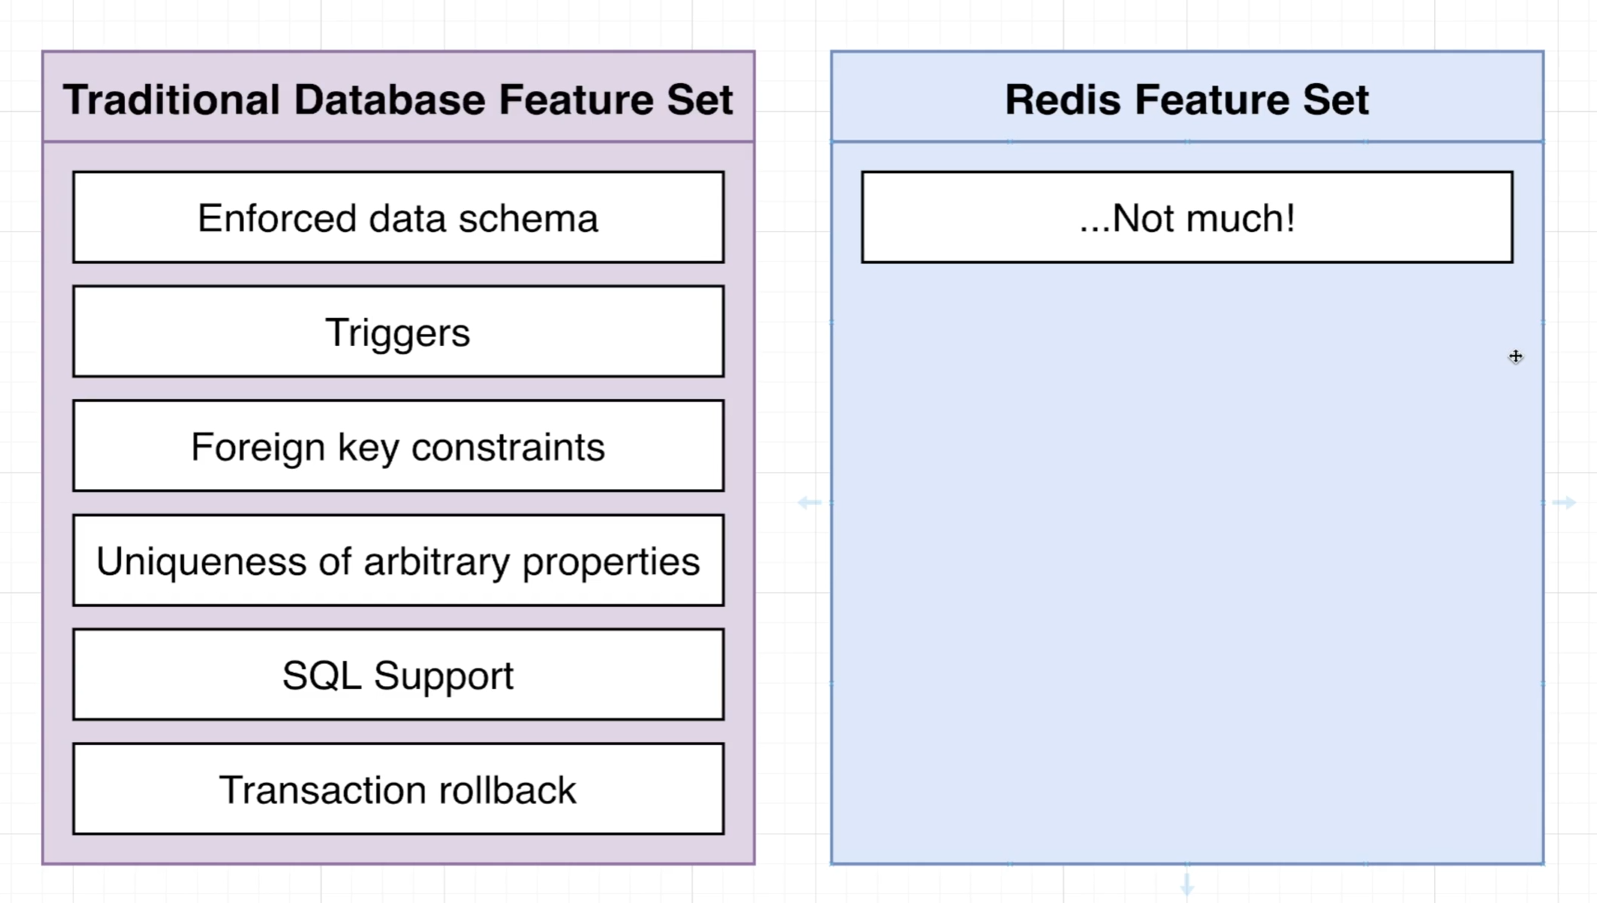 Traditional Database Feature Set
Enforced data schema
Triggers
Foreign key constraints
Uniqueness of arbitrary properties
SQL Support
Transaction rollback
Redis Feature Set
...Not much!